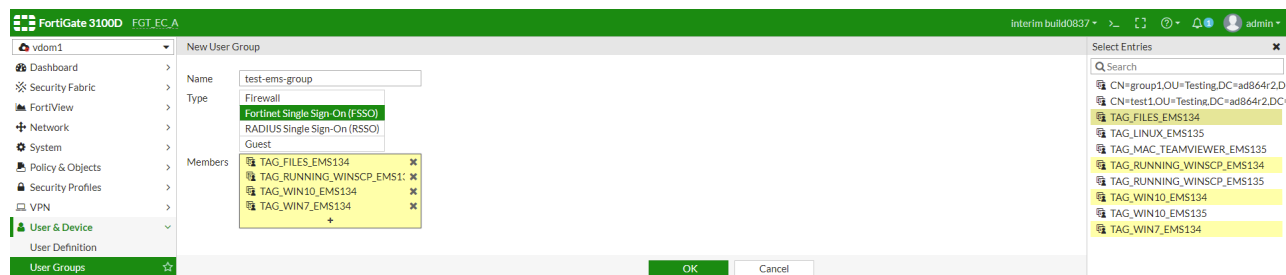 FortiGate 3100D FGT_EC_A
interim build0837
admin
vdom1
Dashboard
Security Fabric
FortiView
Network
System
Policy & Objects
Security Profiles
VPN
User & Device
User Definition
User Groups
New User Group
Name test-ems-group
Type Firewall
Fortinet Single Sign-On (FSSO)
RADIUS Single Sign-On (RSSO)
Guest
Members TAG_FILES_EMS134
TAG_RUNNING_WINSCP_EMS13
TAG_WIN10_EMS134
TAG_WIN7_EMS134
+
OK Cancel
Select Entries
Search
CN=group1,OU=Testing,DC=ad864r2,D
CN=test1,OU=Testing,DC=ad864r2,DC
TAG_FILES_EMS134
TAG_LINUX_EMS135
TAG_MAC_TEAMVIEWER_EMS135
TAG_RUNNING_WINSCP_EMS134
TAG_RUNNING_WINSCP_EMS135
TAG_WIN10_EMS134
TAG_WIN10_EMS135
TAG_WIN7_EMS134